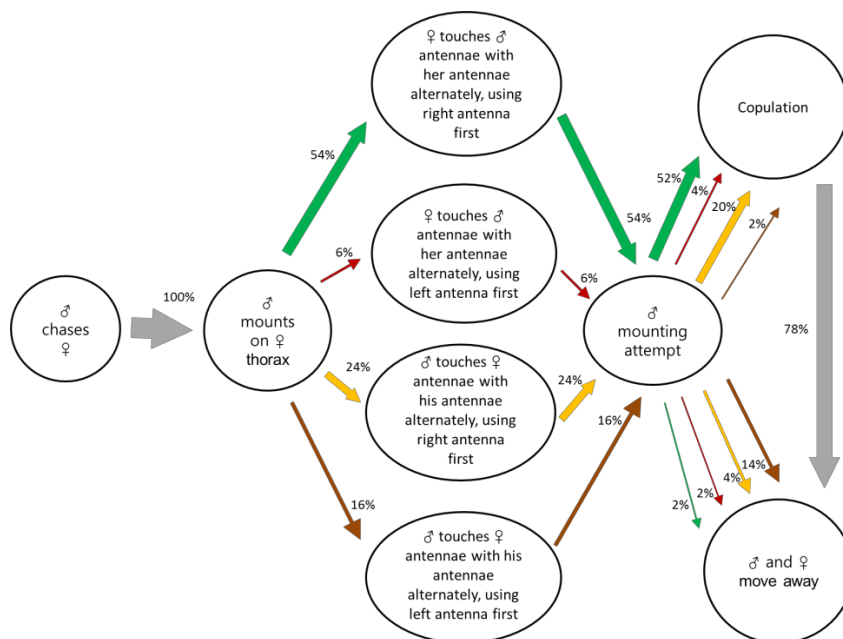 ♀ touches ♂
antennae with
her antennae
alternately, using
right antenna
first
Copulation
54%
52%
4%
54%
20%
2%
♀ touches ♂
antennae with
her antennae
alternately, using
left antenna first
6%
6%
100%
♂
chases
♀
♂
mounts
on ♀
thorax
♂
mounting
attempt
78%
24%
♂ touches ♀
antennae with
his antennae
alternately, using
right antenna
first
24%
16%
16%
2%
2%
4%
14%
♂ touches ♀
antennae with his
antennae
alternately, using
left antenna first
♂ and ♀
move away